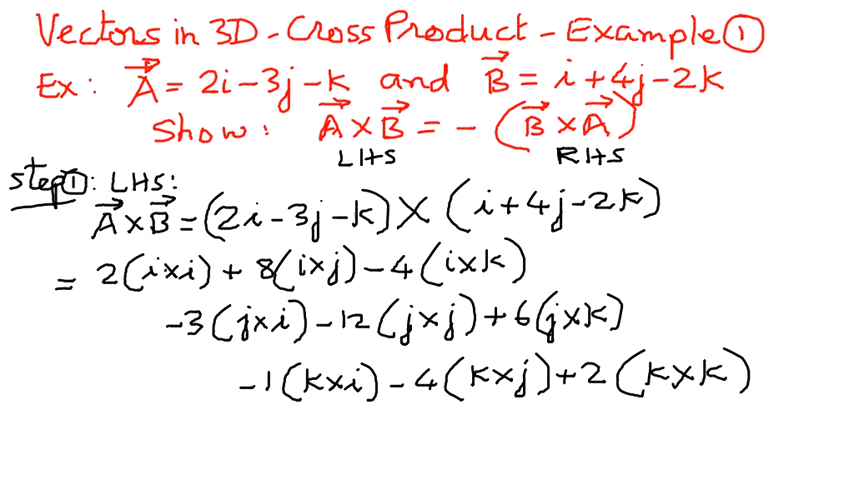 Vectors in 3D - Cross Product - Example ①
Ex: A⃗ = 2i - 3j - k and B⃗ = i + 4j - 2k
Show: A⃗ × B⃗ = - (B⃗ × A⃗)
LHS RHS
step①: LHS:
A⃗ × B⃗ = (2i - 3j - k) × (i + 4j - 2k)
= 2(i×i) + 8(i×j) - 4(i×k)
-3(j×i) - 12(j×j) + 6(j×k)
-1(k×i) - 4(k×j) + 2(k×k)